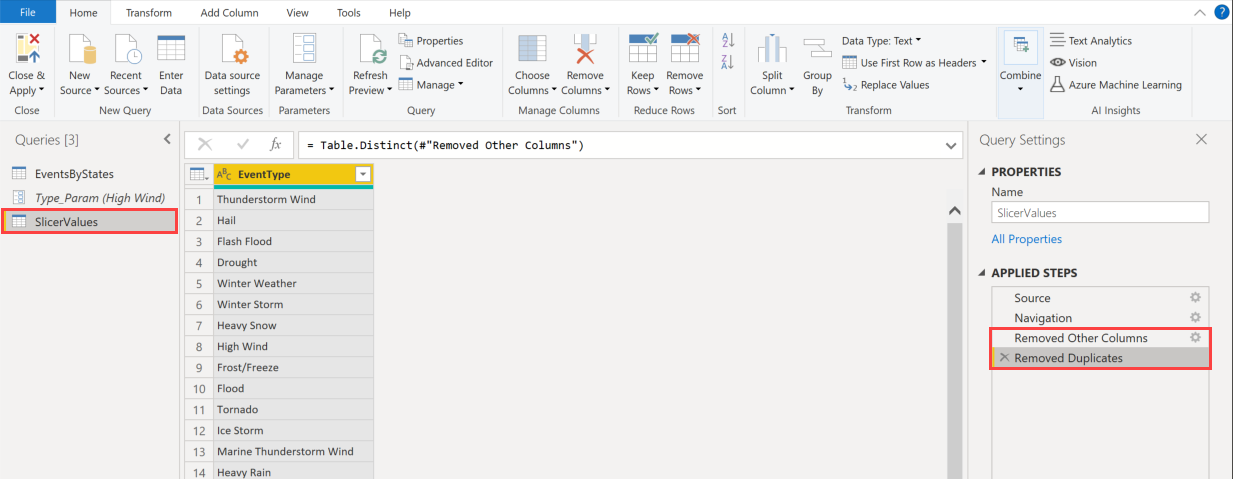 File Home Transform Add Column View Tools Help
Close & Apply
New Source
Recent Sources
Enter Data
Data source settings
Manage Parameters
Refresh Preview
Properties
Advanced Editor
Manage
Choose Columns
Remove Columns
Keep Rows
Remove Rows
Split Column
Group By
Data Type: Text
Use First Row as Headers
Replace Values
Combine
Text Analytics
Vision
Azure Machine Learning
Close New Query Data Sources Parameters Query Manage Columns Reduce Rows Sort Transform AI Insights
Queries [3]
EventsByStates
Type_Param (High Wind)
SlicerValues
fx = Table.Distinct(#"Removed Other Columns")
ABC EventType
1 Thunderstorm Wind
2 Hail
3 Flash Flood
4 Drought
5 Winter Weather
6 Winter Storm
7 Heavy Snow
8 High Wind
9 Frost/Freeze
10 Flood
11 Tornado
12 Ice Storm
13 Marine Thunderstorm Wind
14 Heavy Rain
Query Settings
PROPERTIES
Name
SlicerValues
All Properties
APPLIED STEPS
Source
Navigation
Removed Other Columns
Removed Duplicates